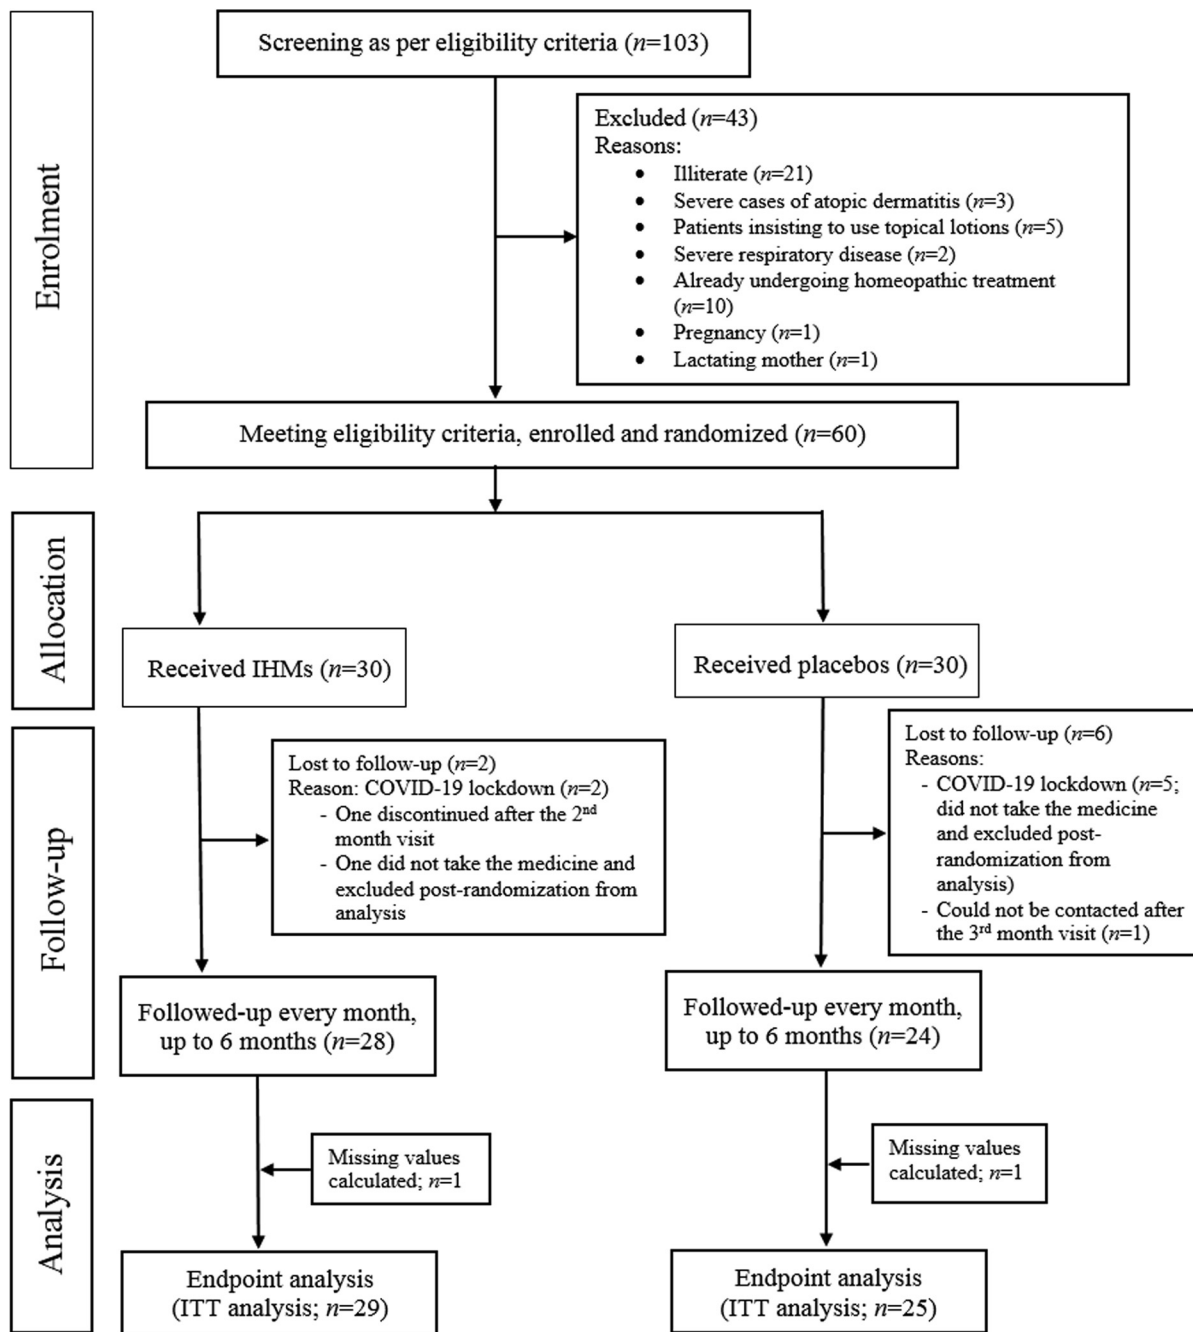 Enrolment
Screening as per eligibility criteria (n=103)
Excluded (n=43)
Reasons:
• Illiterate (n=21)
• Severe cases of atopic dermatitis (n=3)
• Patients insisting to use topical lotions (n=5)
• Severe respiratory disease (n=2)
• Already undergoing homeopathic treatment
(n=10)
• Pregnancy (n=1)
• Lactating mother (n=1)
Meeting eligibility criteria, enrolled and randomized (n=60)
Allocation
Received IHMs (n=30)
Received placebos (n=30)
Follow-up
Lost to follow-up (n=2)
Reason: COVID-19 lockdown (n=2)
- One discontinued after the 2nd
month visit
- One did not take the medicine and
excluded post-randomization from
analysis
Lost to follow-up (n=6)
Reasons:
- COVID-19 lockdown (n=5;
did not take the medicine
and excluded post-
randomization from
analysis)
- Could not be contacted after
the 3rd month visit (n=1)
Followed-up every month,
up to 6 months (n=28)
Followed-up every month,
up to 6 months (n=24)
Analysis
Missing values
calculated; n=1
Missing values
calculated; n=1
Endpoint analysis
(ITT analysis; n=29)
Endpoint analysis
(ITT analysis; n=25)